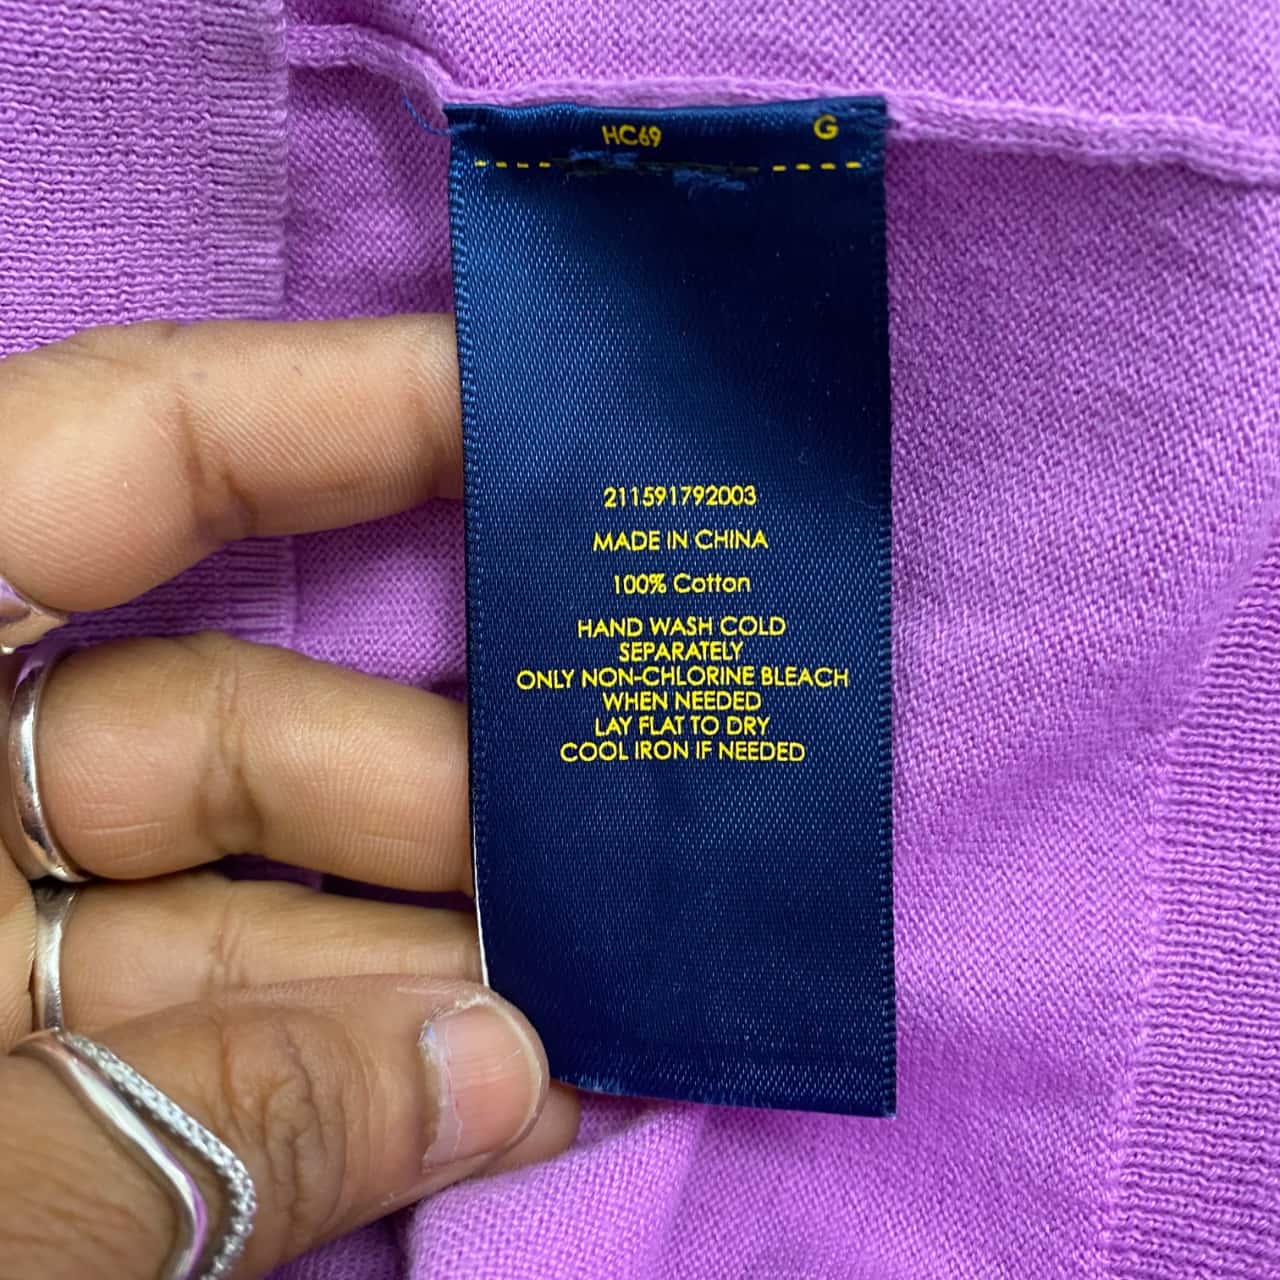 HC69 G
211591792003
MADE IN CHINA
100% Cotton
HAND WASH COLD
SEPARATELY
ONLY NON-CHLORINE BLEACH
WHEN NEEDED
LAY FLAT TO DRY
COOL IRON IF NEEDED